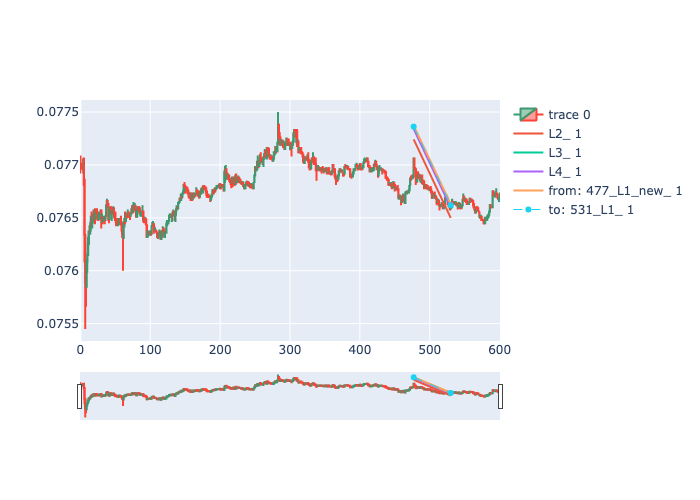 0.0775
0.077
0.0765
0.076
0.0755
0 100 200 300 400 500 600
trace 0
L2_ 1
L3_ 1
L4_ 1
from: 477_L1_new_ 1
to: 531_L1_ 1